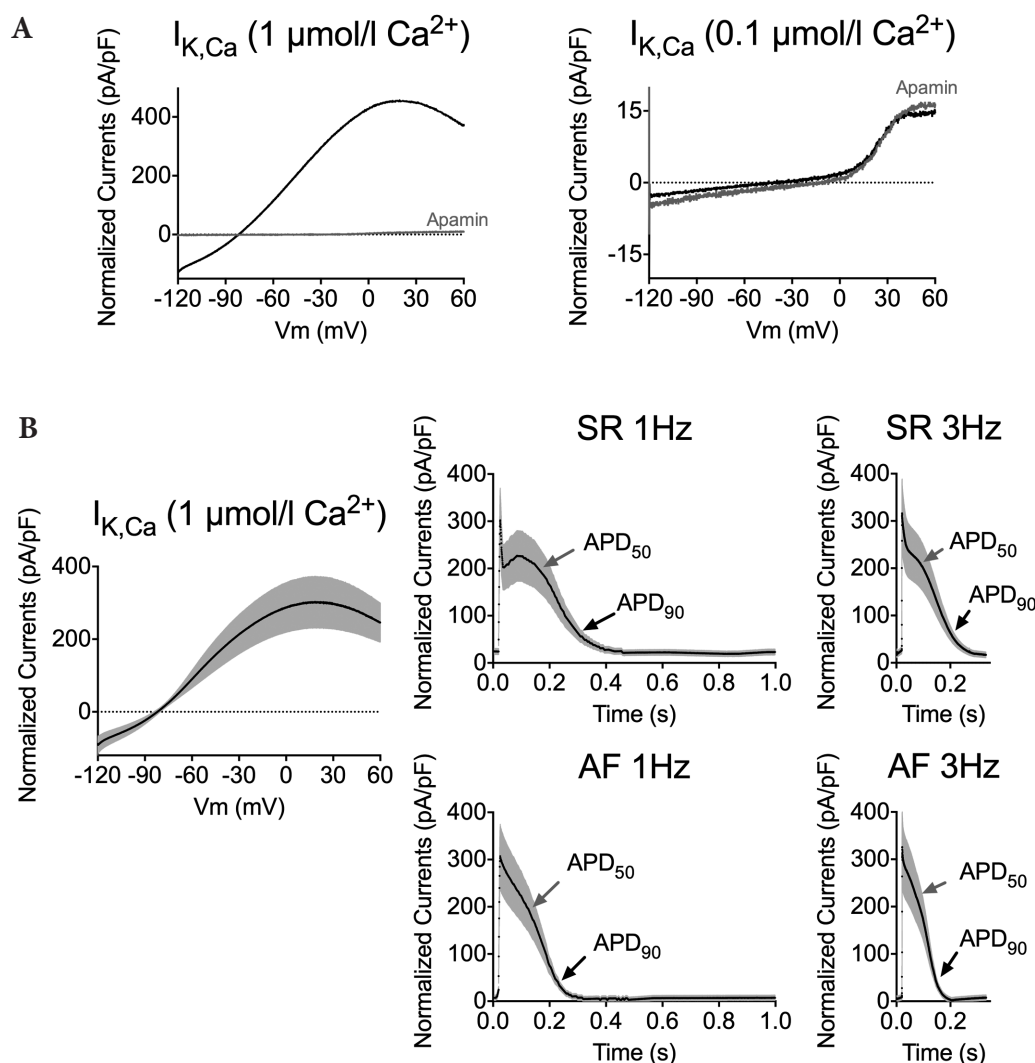 A
I_K,Ca (1 µmol/l Ca²⁺)
Normalized Currents (pA/pF)
400
200
0
Apamin
-120 -90 -60 -30 0 30 60
Vm (mV)
I_K,Ca (0.1 µmol/l Ca²⁺)
Normalized Currents (pA/pF)
Apamin
15
0
-15
-120 -90 -60 -30 0 30 60
Vm (mV)
B
I_K,Ca (1 µmol/l Ca²⁺)
Normalized Currents (pA/pF)
400
200
0
-120 -90 -60 -30 0 30 60
Vm (mV)
SR 1Hz
Normalized Currents (pA/pF)
400
300
200
100
0
APD₅₀
APD₉₀
0.0 0.2 0.4 0.6 0.8 1.0
Time (s)
SR 3Hz
Normalized Currents (pA/pF)
400
300
200
100
0
APD₅₀
APD₉₀
0.0 0.2
Time (s)
AF 1Hz
Normalized Currents (pA/pF)
400
300
200
100
0
APD₅₀
APD₉₀
0.0 0.2 0.4 0.6 0.8 1.0
Time (s)
AF 3Hz
Normalized Currents (pA/pF)
400
300
200
100
0
APD₅₀
APD₉₀
0.0 0.2
Time (s)